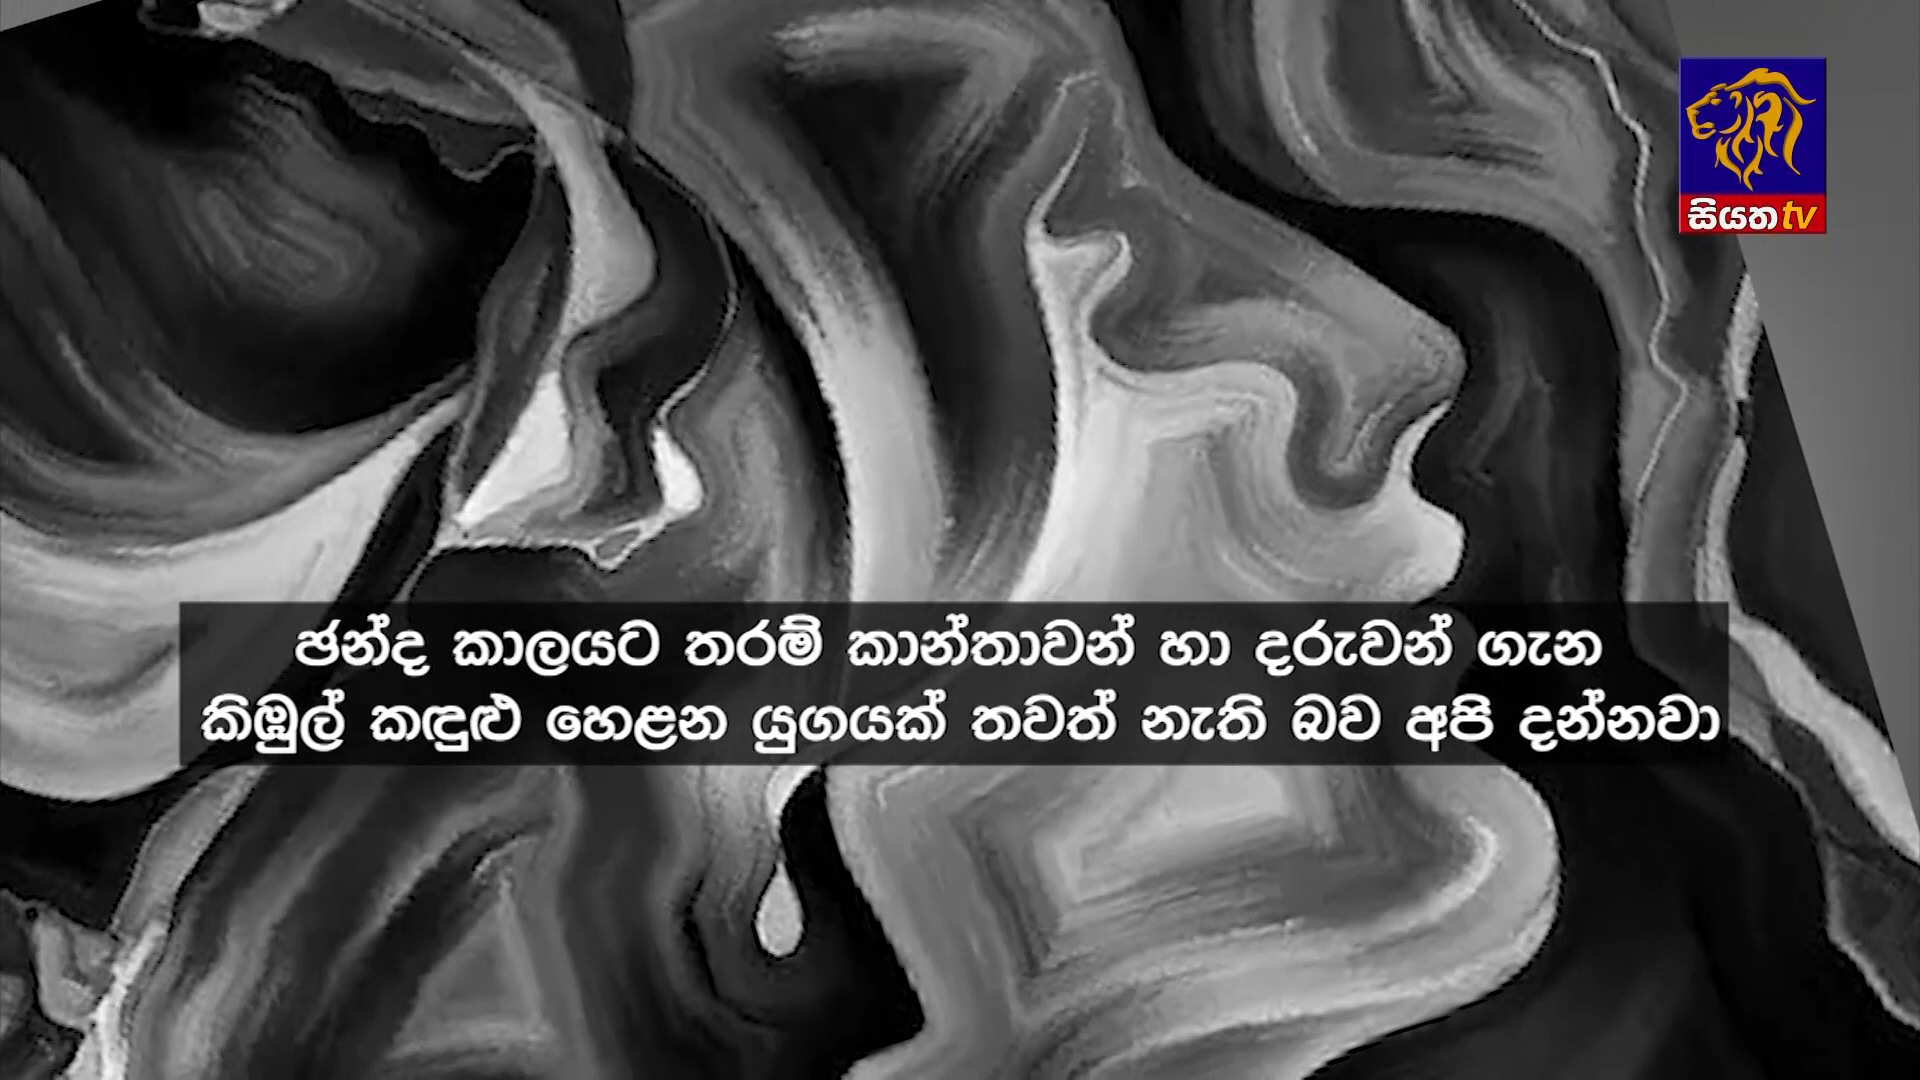 සියත tv
ඡන්ද කාලයට තරම් කාන්තාවන් හා දරුවන් ගැන
කිඹුල් කඳුළු හෙළන යුගයක් තවත් නැති බව අපි දන්නවා